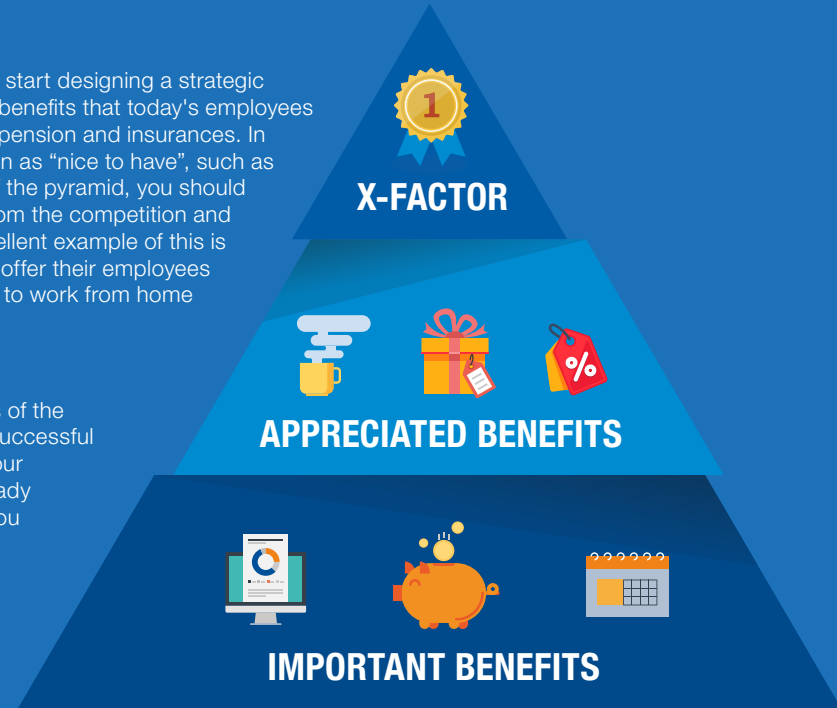 start designing a strategic
benefits that today's employees
pension and insurances. In
n as “nice to have”, such as
f the pyramid, you should
om the competition and
cellent example of this is
offer their employees
to work from home
s of the
successful
our
ady
ou
1
X-FACTOR
%
APPRECIATED BENEFITS
IMPORTANT BENEFITS